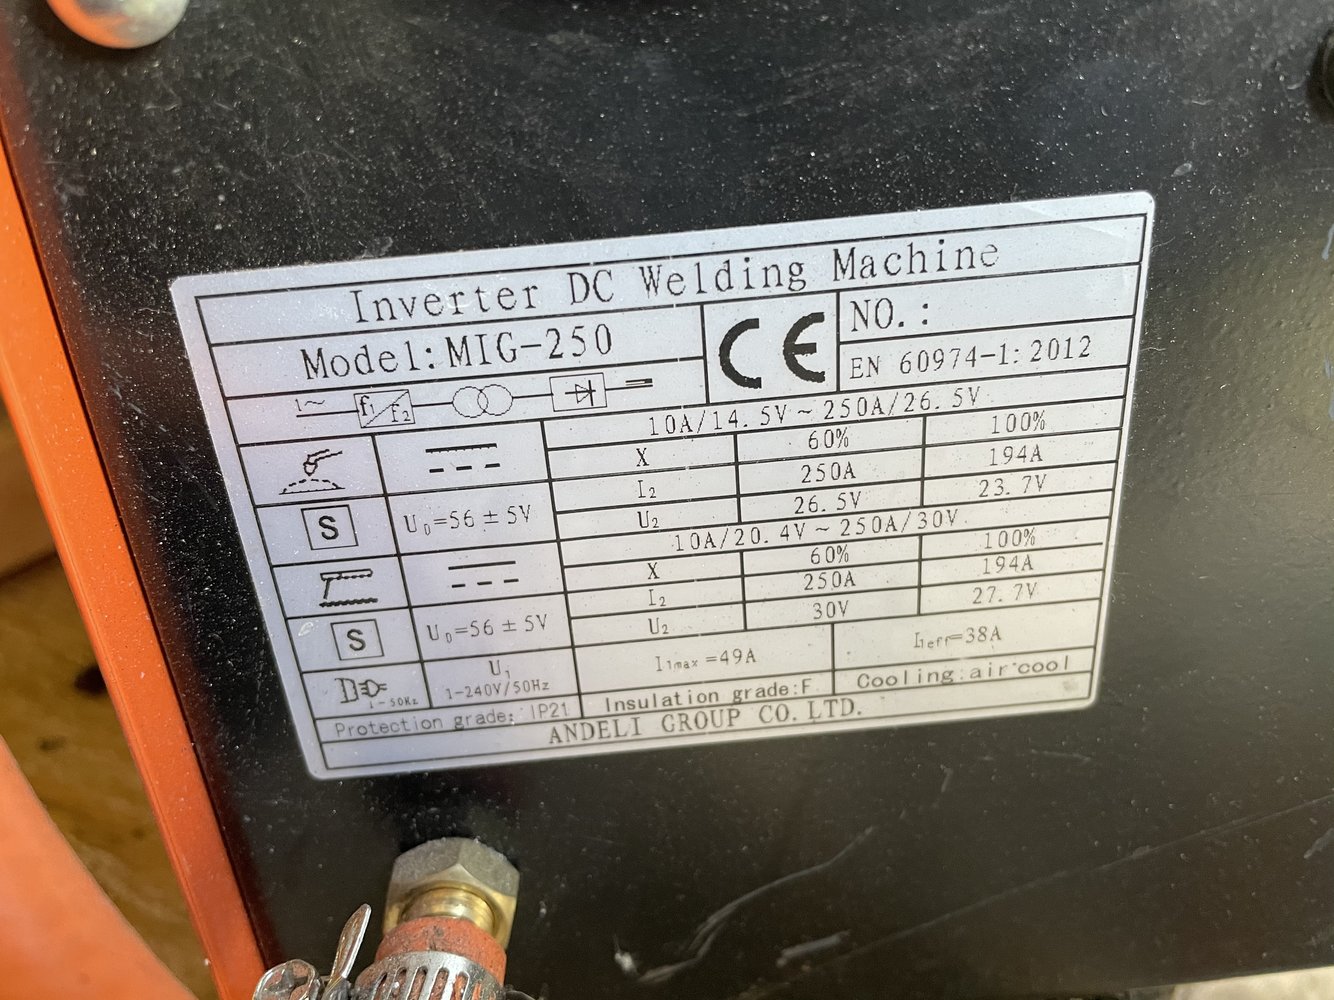 Inverter DC Welding Machine
Model:MIG-250
CE
NO.:
EN 60974-1:2012
1~ f₁ f₂
10A/14.5V~250A/26.5V
X 60% 100%
I₂ 250A 194A
S U₀=56±5V U₂ 26.5V 23.7V
10A/20.4V~250A/30V
X 60% 100%
I₂ 250A 194A
S U₀=56±5V U₂ 30V 27.7V
1~50Hz U₁ 1~240V/50Hz I₁max=49A I₁eff=38A
Protection grade: IP21 Insulation grade:F Cooling:air cool
ANDELI GROUP CO.LTD.